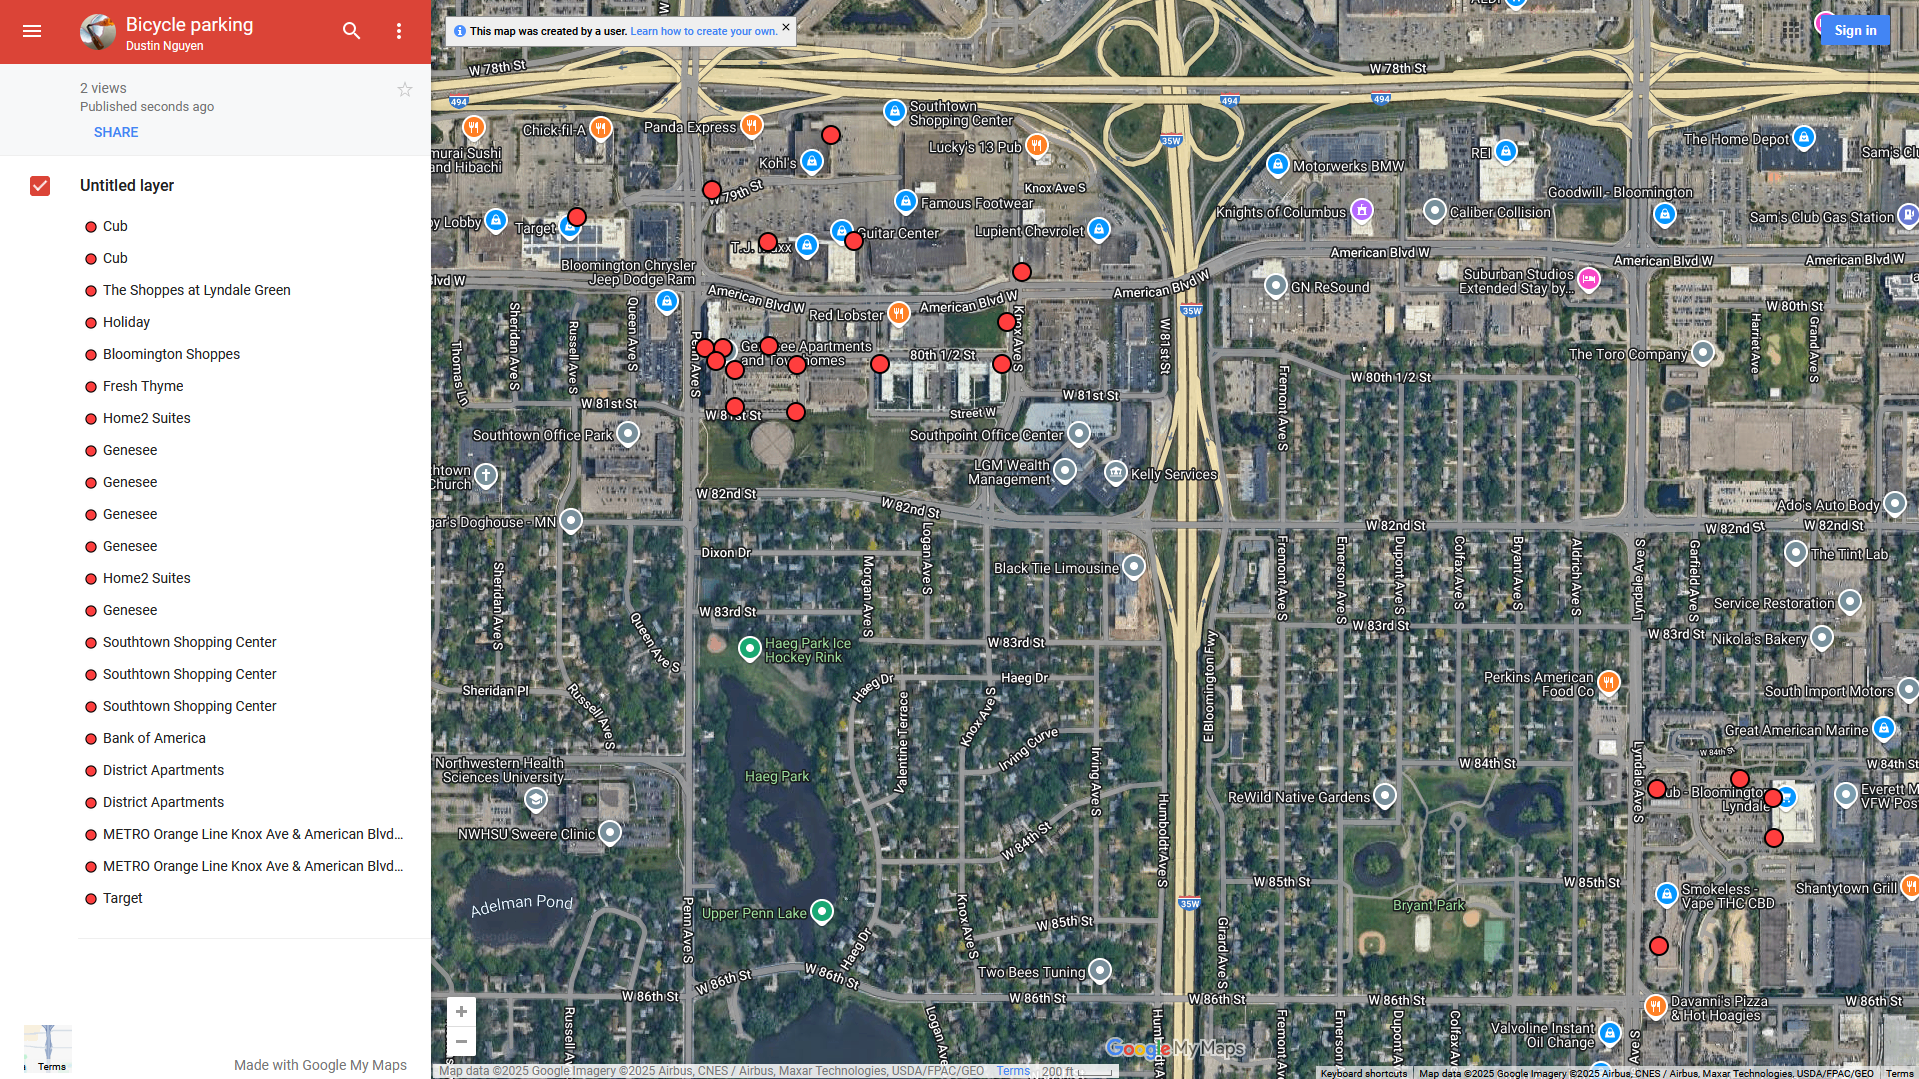 Bicycle parking
Dustin Nguyen
2 views
Published seconds ago
SHARE
Untitled layer
Cub
Cub
The Shoppes at Lyndale Green
Holiday
Bloomington Shoppes
Fresh Thyme
Home2 Suites
Genesee
Genesee
Genesee
Genesee
Home2 Suites
Genesee
Southtown Shopping Center
Southtown Shopping Center
Southtown Shopping Center
Bank of America
District Apartments
District Apartments
METRO Orange Line Knox Ave & American Blvd...
METRO Orange Line Knox Ave & American Blvd...
Target
Terms
Made with Google My Maps
This map was created by a user. Learn how to create your own.
Sign in
W 78th St
W 78th St
494
494
494
35W
Chick-fil-A
Panda Express
Southtown
Shopping Center
murai Sushi
and Hibachi
Kohl's
Lucky's 13 Pub
Motorwerks BMW
REI
The Home Depot
Sam's Clu
W 79th St
Knox Ave S
Goodwill - Bloomington
Famous Footwear
Knights of Columbus
Caliber Collision
Sam's Club Gas Station
by Lobby
Target
Guitar Center
Lupient Chevrolet
T.J. Maxx
American Blvd W
American Blvd W
American Blvd W
Bloomington Chrysler
Jeep Dodge Ram
Blvd W
American Blvd W
American Blvd W
American Blvd W
GN ReSound
Suburban Studios
Extended Stay by...
Red Lobster
35W
W 80th St
Thomas Ln
Sheridan Ave S
Russell Ave S
Queen Ave S
Penn Ave S
Knox Ave S
W 81st St
Harriet Ave
Grand Ave S
Genesee Apartments
and Townhomes
80th 1/2 St
The Toro Company
Fremont Ave S
W 80th 1/2 St
W 81st St
W 81st St
W 81st St
Street W
Southtown Office Park
Southpoint Office Center
LGM Wealth
Management
Kelly Services
thtown
Church
W 82nd St
W 82nd St
Ado's Auto Body
gar's Doghouse - MN
W 82nd St
W 82nd St
W 82nd St
Dixon Dr
Logan Ave S
Morgan Ave S
Black Tie Limousine
The Tint Lab
Sheridan Ave S
Fremont Ave S
Emerson Ave S
Dupont Ave S
Colfax Ave S
Bryant Ave S
Aldrich Ave S
Lyndale Ave S
Garfield Ave S
Service Restoration
W 83rd St
Queen Ave S
Haeg Park Ice
Hockey Rink
W 83rd St
W 83rd St
W 83rd St
Nikola's Bakery
E Bloomington Fwy
Sheridan Pl
Russell Ave S
Haeg Dr
Haeg Dr
Valentine Terrace
Knox Ave S
Perkins American
Food Co
South Import Motors
Irving Curve
Great American Marine
W 84th St
Northwestern Health
Sciences University
Haeg Park
Irving Ave S
W 84th St
W 84th St
Lyndale Ave S
NWHSU Sweere Clinic
W 84th St
Humboldt Ave S
ReWild Native Gardens
Cub - Bloomington
Lyndale
Everett M
VFW Post
W 85th St
W 85th St
Adelman Pond
Penn Ave S
Upper Penn Lake
Knox Ave S
W 85th St
35W
Bryant Park
Smokeless -
Vape THC CBD
Shantytown Grill
Haeg Dr
Girard Ave S
Two Bees Tuning
W 86th St
W 86th St
W 86th St
W 86th St
W 86th St
W 86th St
W 86th St
Davanni's Pizza
& Hot Hoagies
Valvoline Instant
Oil Change
Russell Av
Logan Ave
Humbldt A
Fremont Ave
Emerson
Dupont A
Colfax Av
Ave S
Google My Maps
Map data ©2025 Google Imagery ©2025 Airbus, CNES / Airbus, Maxar Technologies, USDA/FPAC/GEO
Terms
200 ft
Keyboard shortcuts
Map data ©2025 Google Imagery ©2025 Airbus, CNES / Airbus, Maxar Technologies, USDA/FPAC/GEO
Terms